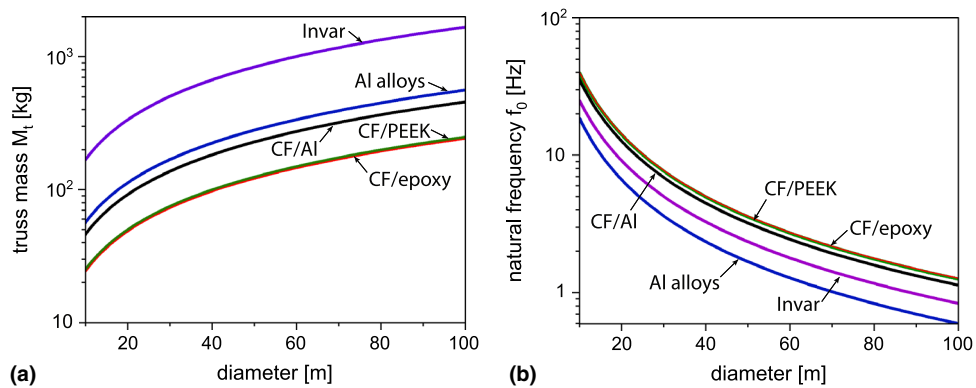 truss mass Mₜ [kg]
10³
10²
10
Invar
Al alloys
CF/PEEK
CF/Al
CF/epoxy
20 40 60 80 100
diameter [m]
(a)
natural frequency f₀ [Hz]
10²
10
1
CF/PEEK
CF/Al
CF/epoxy
Al alloys
Invar
20 40 60 80 100
diameter [m]
(b)